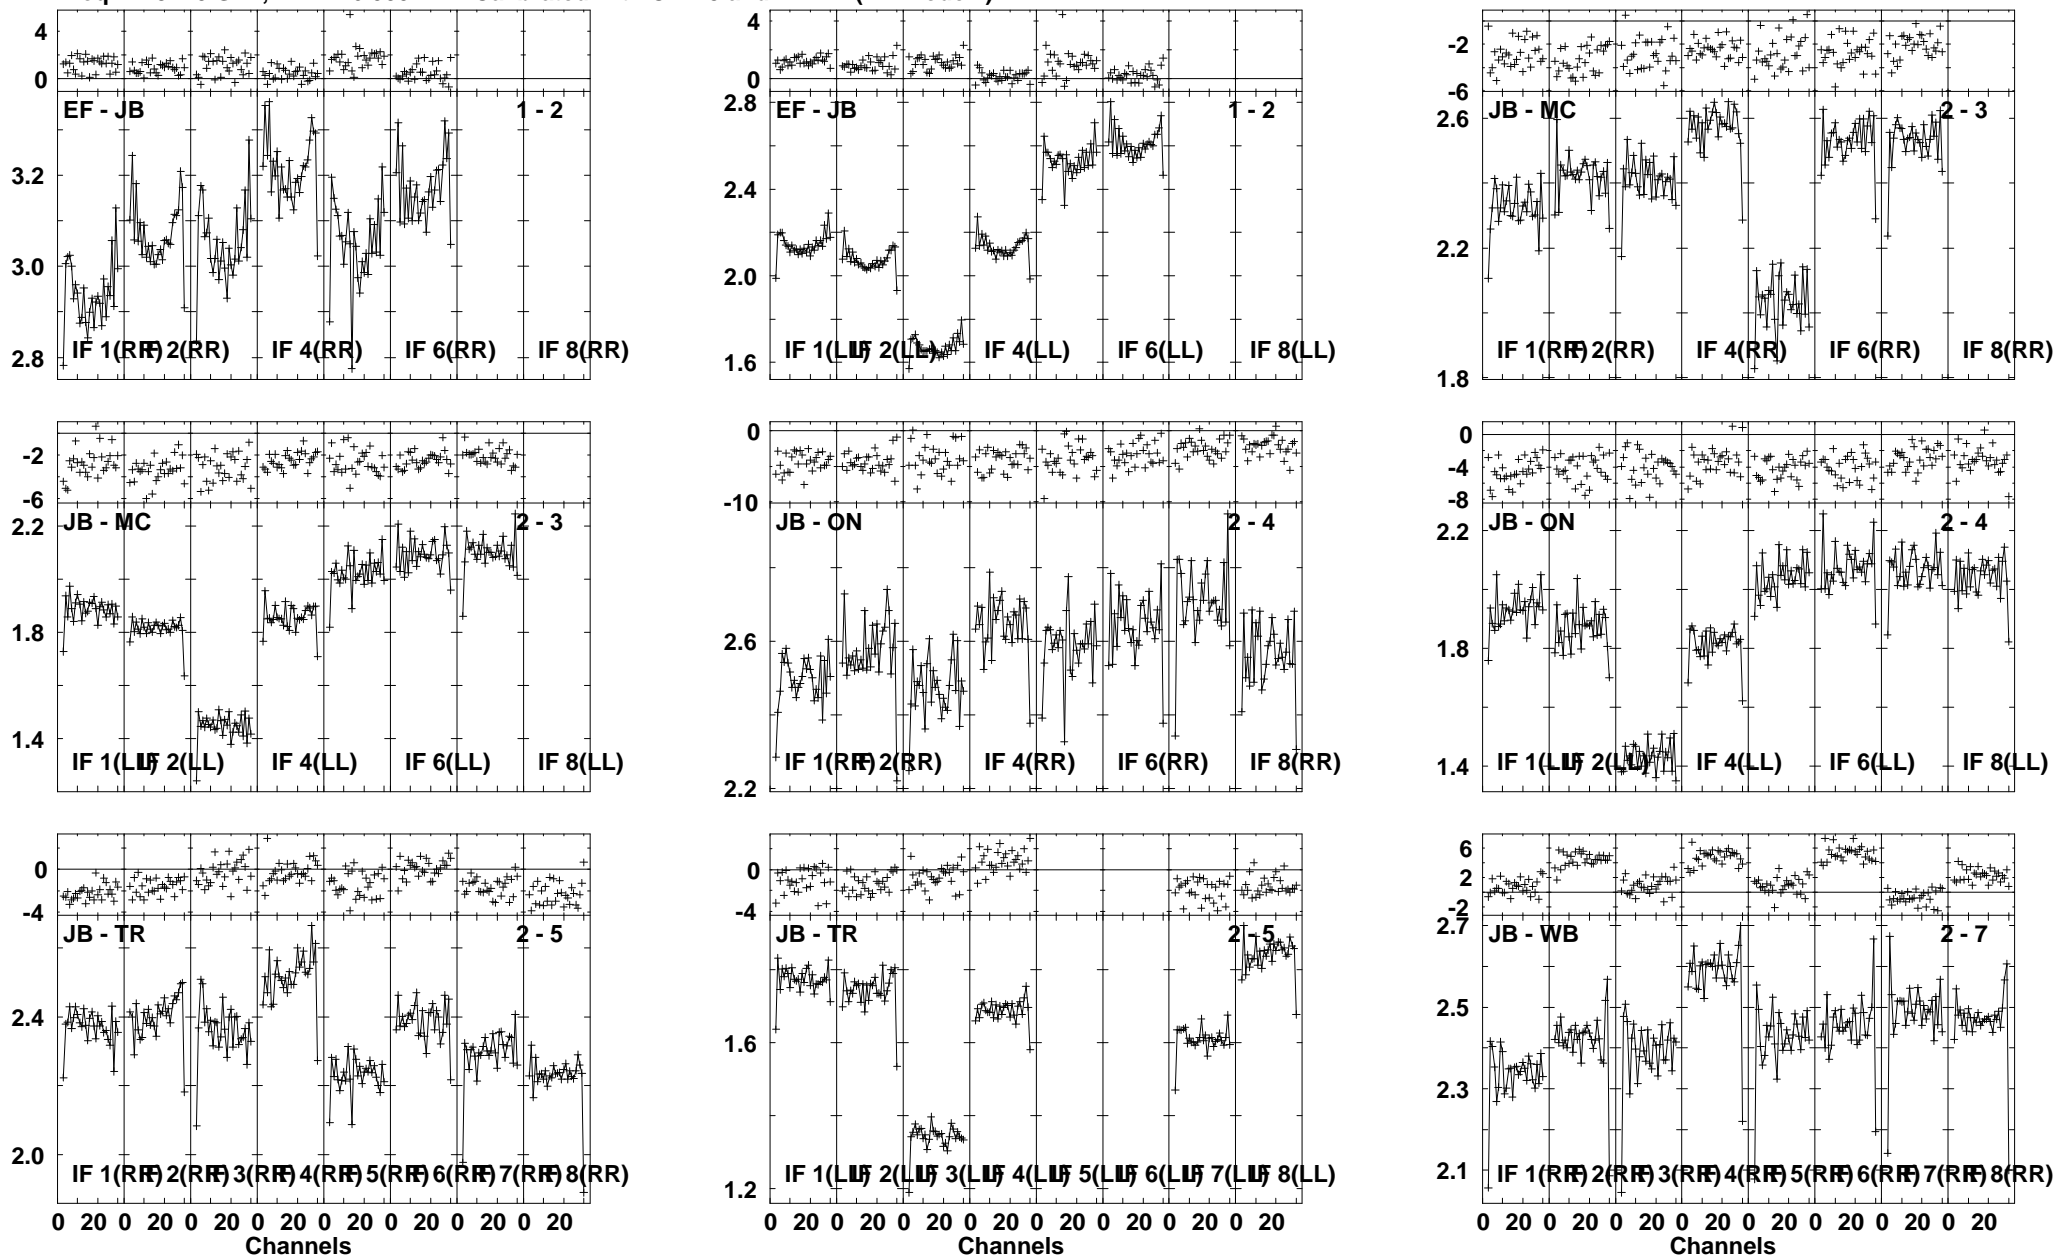 4
0
EF - JB 1 - 2
3.2
3.0
2.8
IF 1(RR) IF 2(RR) IF 4(RR) IF 6(RR) IF 8(RR)
4
0
2.8
EF - JB 1 - 2
2.4
2.0
1.6
IF 1(LL) IF 2(LL) IF 4(LL) IF 6(LL) IF 8(LL)
-2
-6
JB - MC 2 - 3
2.6
2.2
1.8
IF 1(RR) IF 2(RR) IF 4(RR) IF 6(RR) IF 8(RR)
-2
-6
JB - MC 2 - 3
2.2
1.8
1.4
IF 1(LL) IF 2(LL) IF 4(LL) IF 6(LL) IF 8(LL)
0
-10
JB - ON 2 - 4
2.6
2.2
IF 1(RR) IF 2(RR) IF 4(RR) IF 6(RR) IF 8(RR)
0
-4
-8
JB - ON 2 - 4
2.2
1.8
1.4
IF 1(LL) IF 2(LL) IF 4(LL) IF 6(LL) IF 8(LL)
0
-4
JB - TR 2 - 5
2.4
2.0
IF 1(RR) IF 2(RR) IF 3(RR) IF 4(RR) IF 5(RR) IF 6(RR) IF 7(RR) IF 8(RR)
0 20 0 20 0 20 0 20 0 20 0 20 0 20 0 20
Channels
0
-4
JB - TR 2 - 5
1.6
1.2
IF 1(LL) IF 2(LL) IF 3(LL) IF 4(LL) IF 5(LL) IF 6(LL) IF 7(LL) IF 8(LL)
0 20 0 20 0 20 0 20 0 20 0 20 0 20 0 20
Channels
6
2
-2
2.7
JB - WB 2 - 7
2.5
2.3
2.1
IF 1(RR) IF 2(RR) IF 3(RR) IF 4(RR) IF 5(RR) IF 6(RR) IF 7(RR) IF 8(RR)
0 20 0 20 0 20 0 20 0 20 0 20 0 20 0 20
Channels